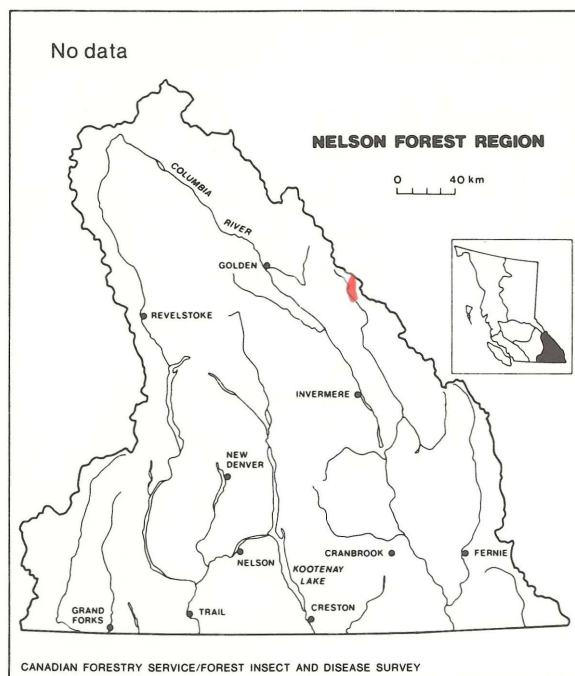 No data
NELSON FOREST REGION
0 40 km
COLUMBIA
RIVER
GOLDEN
REVELSTOKE
INVERMERE
NEW
DENVER
NELSON
KOOTENAY
LAKE
CRANBROOK
FERNIE
GRAND
FORKS
TRAIL
CRESTON
CANADIAN FORESTRY SERVICE/FOREST INSECT AND DISEASE SURVEY